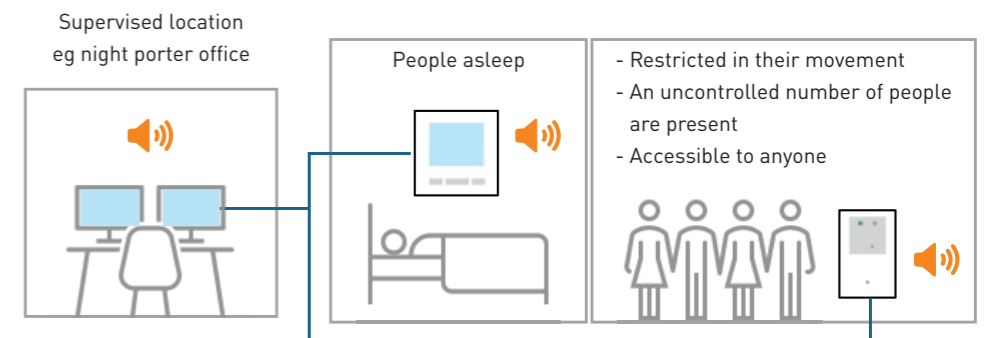 Supervised location
eg night porter office
People asleep
- Restricted in their movement
- An uncontrolled number of people
are present
- Accessible to anyone